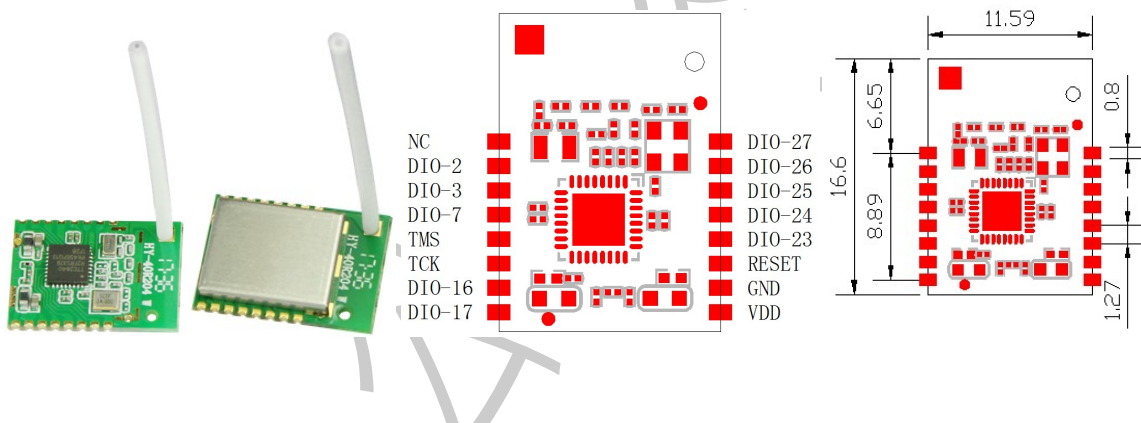 HY-40R204 W
HY-40R204 W
NC
DIO-2
DIO-3
DIO-7
TMS
TCK
DIO-16
DIO-17
DIO-27
DIO-26
DIO-25
DIO-24
DIO-23
RESET
GND
VDD
11.59
6.65
16.6
8.89
0.8
1.27